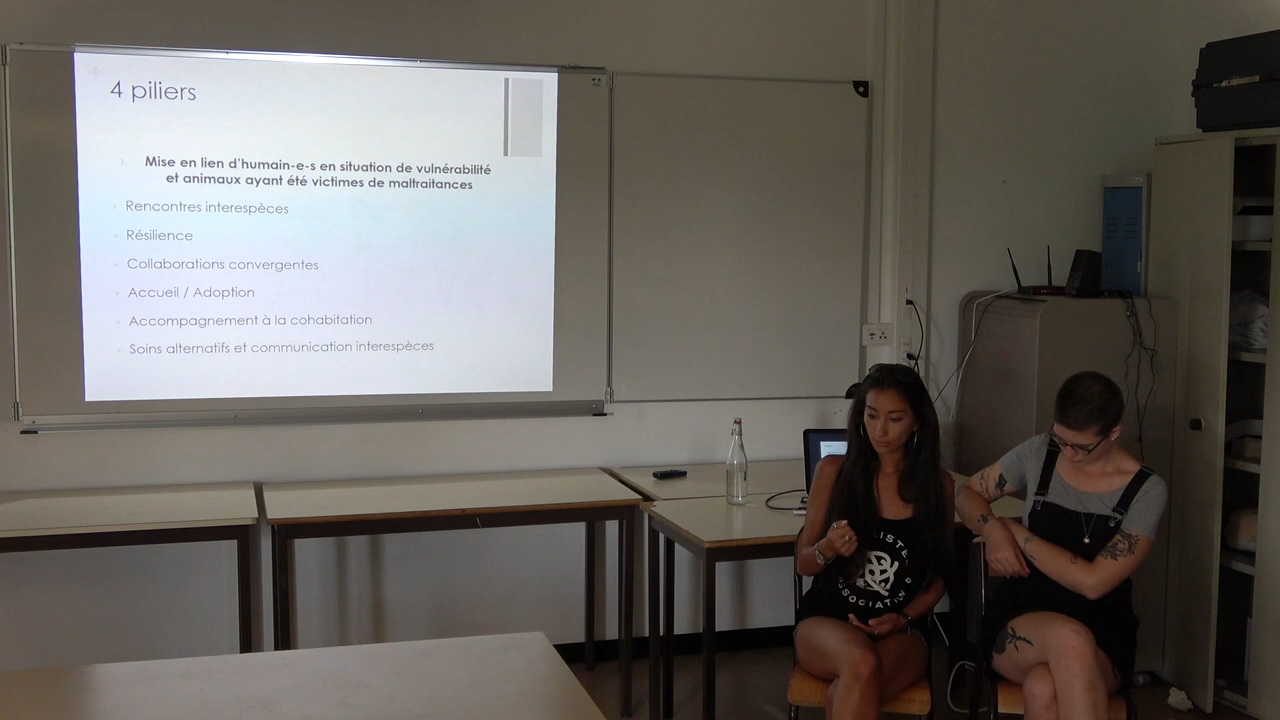 4 piliers
Mise en lien d'humain-e-s en situation de vulnérabilité
et animaux ayant été victimes de maltraitances
Rencontres interespèces
Résilience
Collaborations convergentes
Accueil / Adoption
Accompagnement à la cohabitation
Soins alternatifs et communication interespèces